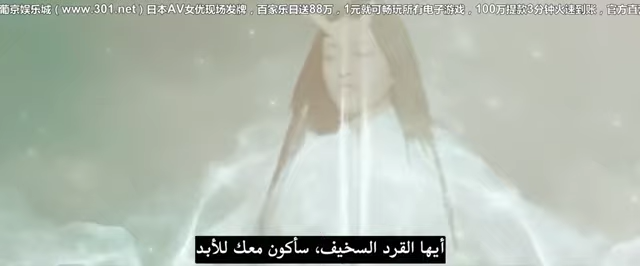 葡京娱乐城（www.301.net）日本AV女优现场发牌，百家乐日送88万，1元就可畅玩所有电子游戏，100万提款3分钟火速到账，官方百
أيها القرد السخيف، سأكون معك للأبد